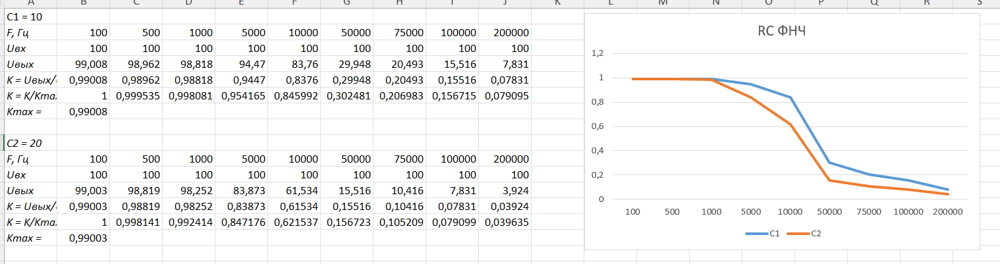 A B C D E F G H I J K L M N O P Q R S
C1 = 10
F, Гц 100 500 1000 5000 10000 50000 75000 100000 200000
Uвх 100 100 100 100 100 100 100 100 100
Uвых 99,008 98,962 98,818 94,47 83,76 29,948 20,493 15,516 7,831
K = Uвых/ 0,99008 0,98962 0,98818 0,9447 0,8376 0,29948 0,20493 0,15516 0,07831
K = K/Kma 1 0,999535 0,998081 0,954165 0,845992 0,302481 0,206983 0,156715 0,079095
Kmax = 0,99008
C2 = 20
F, Гц 100 500 1000 5000 10000 50000 75000 100000 200000
Uвх 100 100 100 100 100 100 100 100 100
Uвых 99,003 98,819 98,252 83,873 61,534 15,516 10,416 7,831 3,924
K = Uвых/ 0,99003 0,98819 0,98252 0,83873 0,61534 0,15516 0,10416 0,07831 0,03924
K = K/Kma 1 0,998141 0,992414 0,847176 0,621537 0,156723 0,105209 0,079099 0,039635
Kmax = 0,99003
RC ФНЧ
1,2
1
0,8
0,6
0,4
0,2
0
100 500 1000 5000 10000 50000 75000 100000 200000
C1 C2